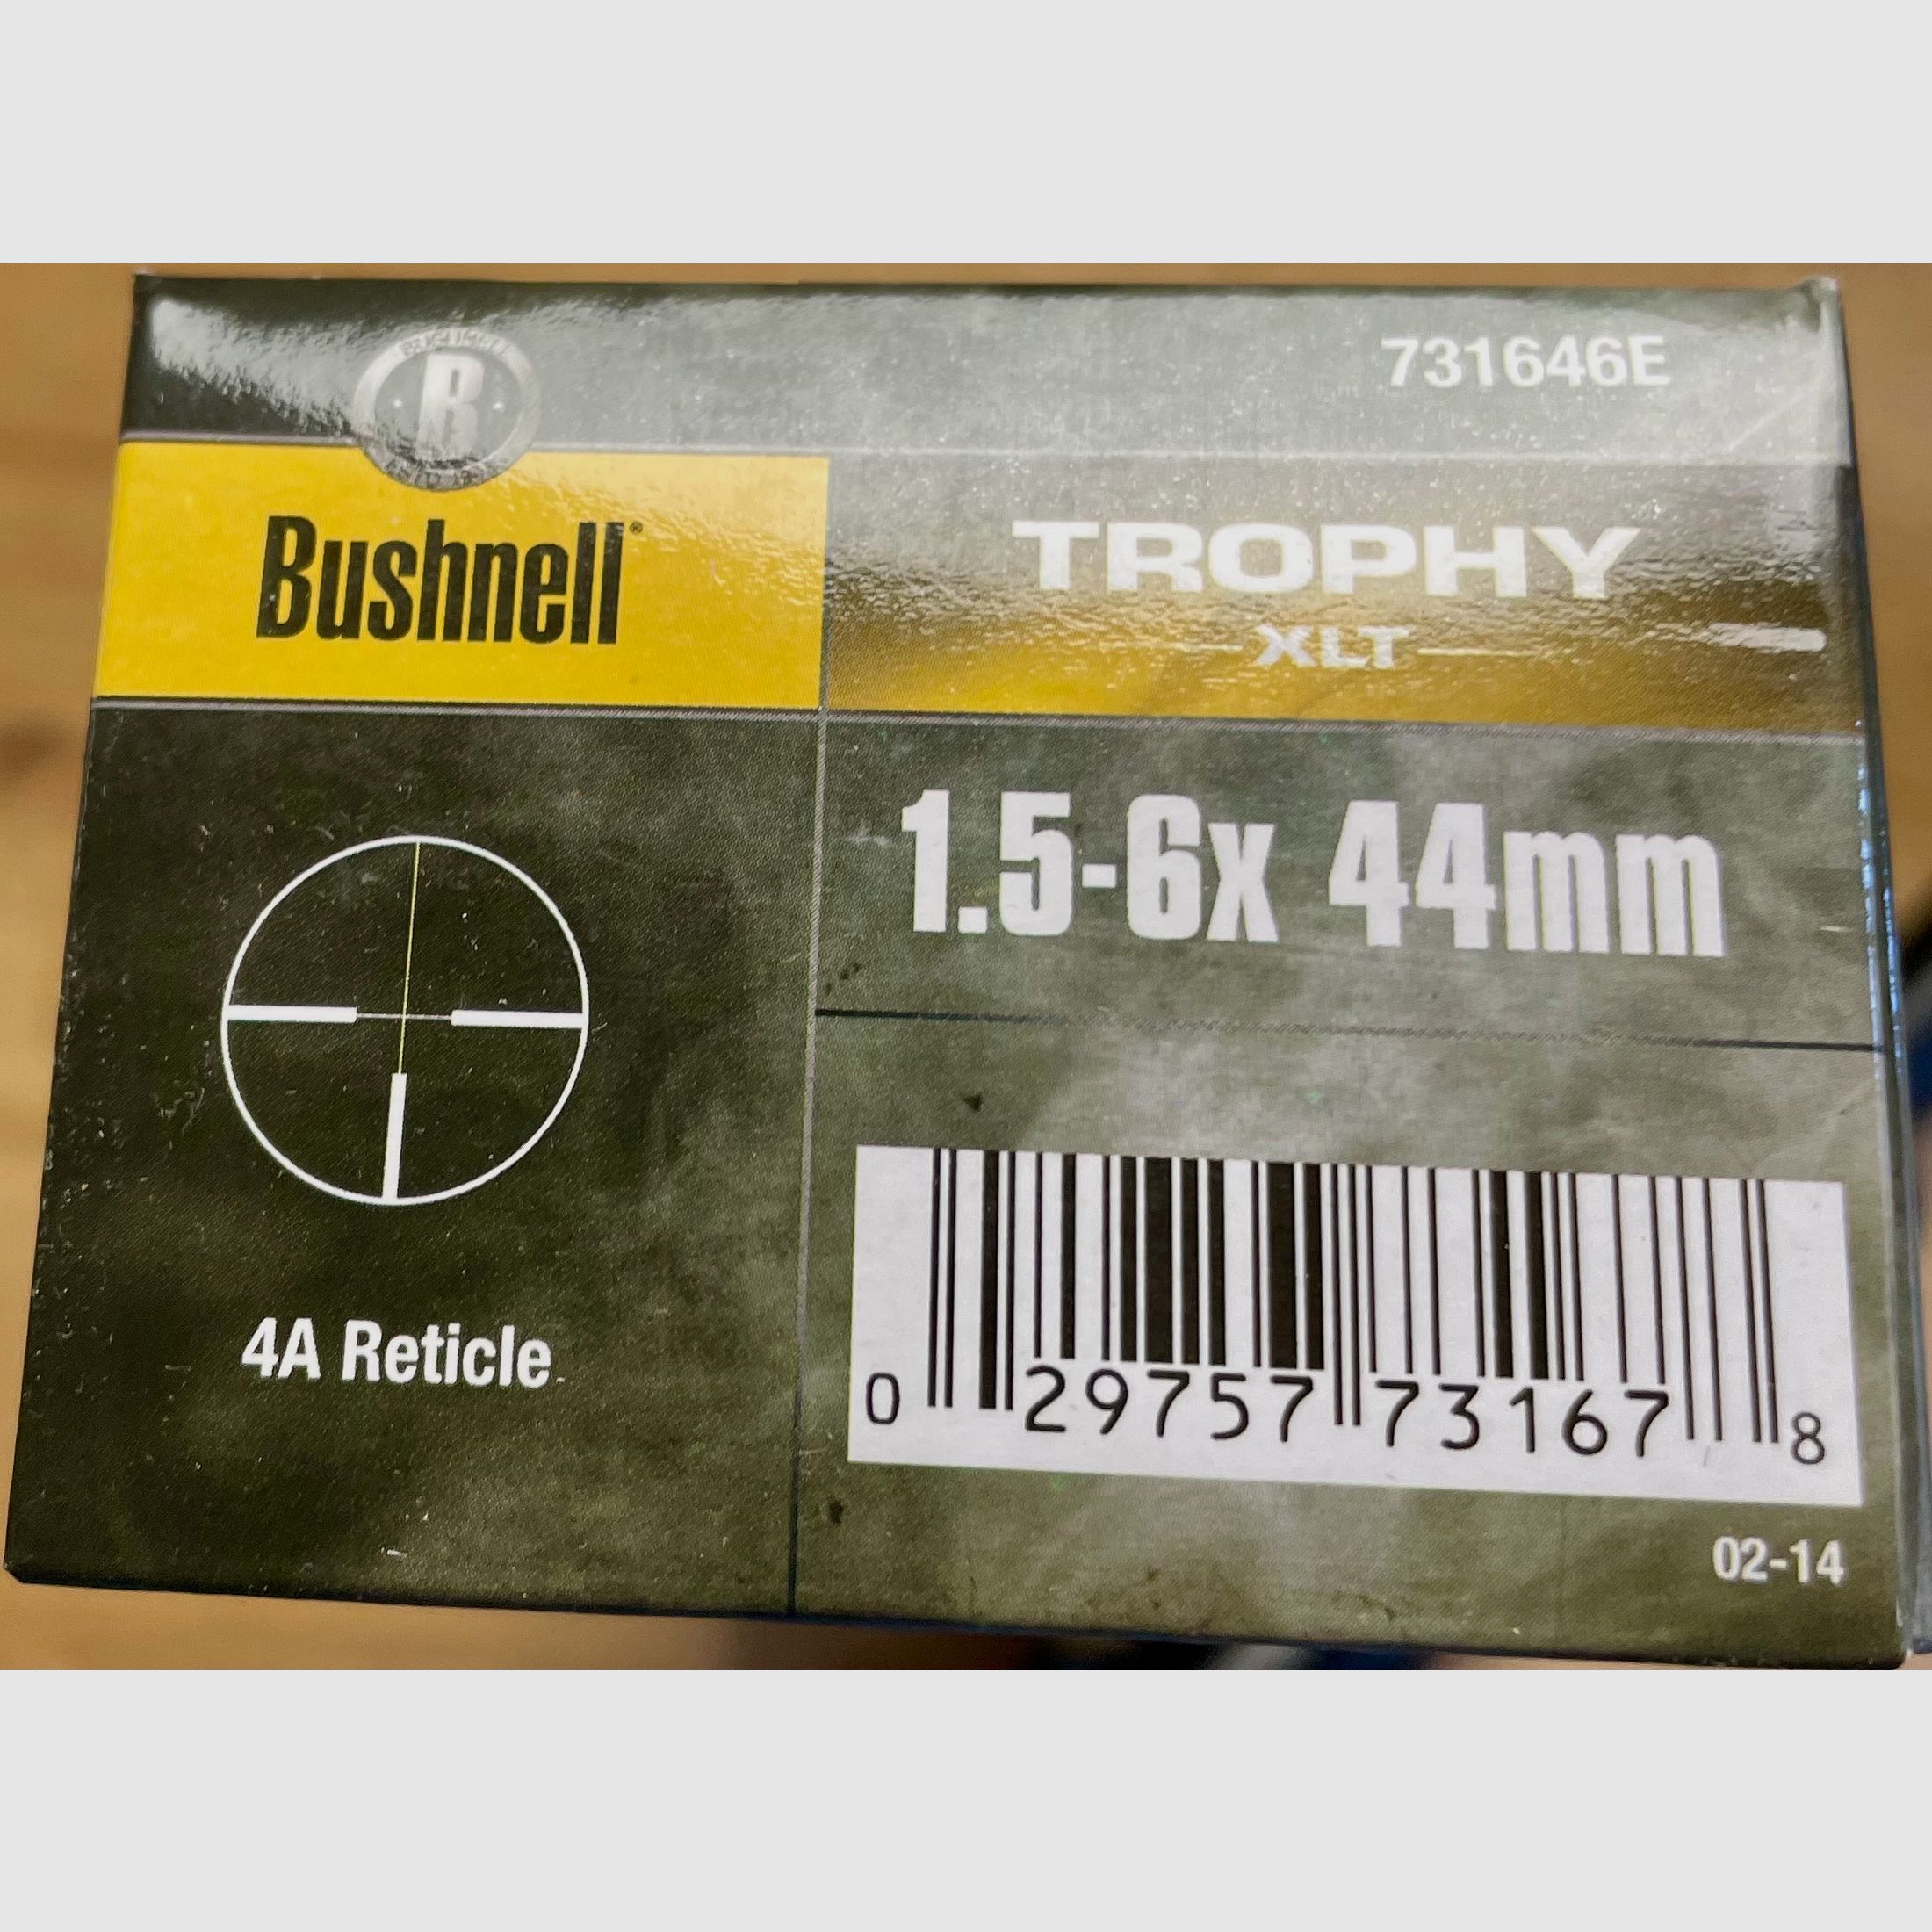 731646E
B
Bushnell®
TROPHY
XLT
1.5-6x 44mm
4A Reticle
0 29757 73167 8
02-14